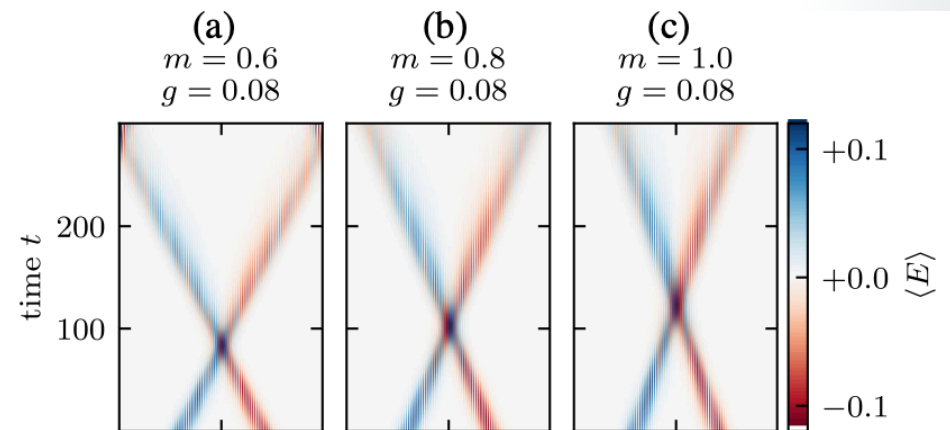 (a)
m = 0.6
g = 0.08
(b)
m = 0.8
g = 0.08
(c)
m = 1.0
g = 0.08
time t
200
100
+0.1
+0.0
−0.1
⟨E⟩